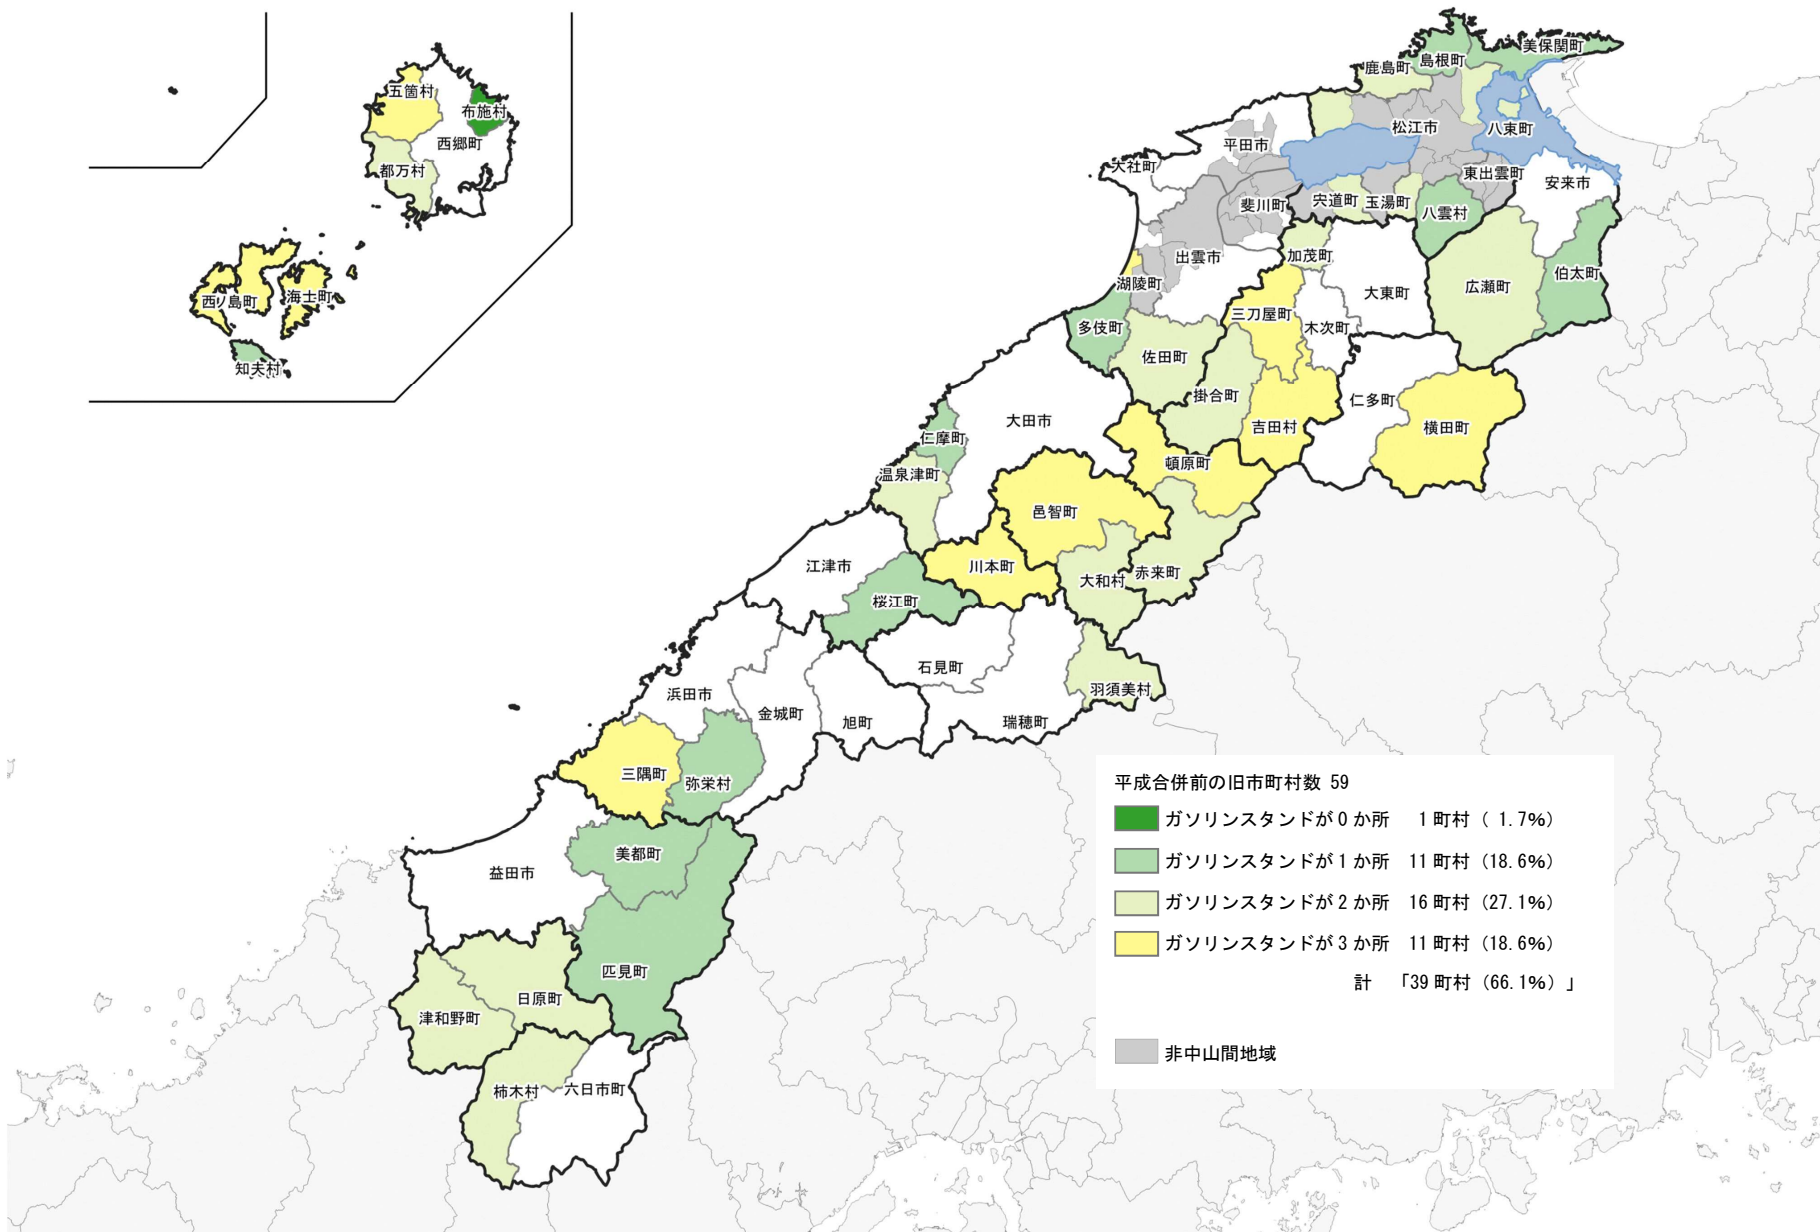 五箇村
布施村
西郷町
都万村
西ノ島町
海士町
知夫村
美保関町
島根町
鹿島町
松江市
八束町
平田市
大社町
東出雲町
安来市
斐川町
宍道町
玉湯町
八雲村
出雲市
加茂町
湖陵町
大東町
広瀬町
伯太町
三刀屋町
木次町
多伎町
佐田町
掛合町
仁多町
大田市
吉田村
横田町
仁摩町
頓原町
温泉津町
邑智町
江津市
川本町
大和村
赤来町
桜江町
石見町
羽須美村
浜田市
金城町
旭町
瑞穂町
三隅町
弥栄村
美都町
益田市
匹見町
日原町
津和野町
柿木村
六日市町
平成合併前の旧市町村数 59
ガソリンスタンドが0か所 1町村( 1.7%)
ガソリンスタンドが1か所 11町村(18.6%)
ガソリンスタンドが2か所 16町村(27.1%)
ガソリンスタンドが3か所 11町村(18.6%)
計 「39町村(66.1%)」
非中山間地域